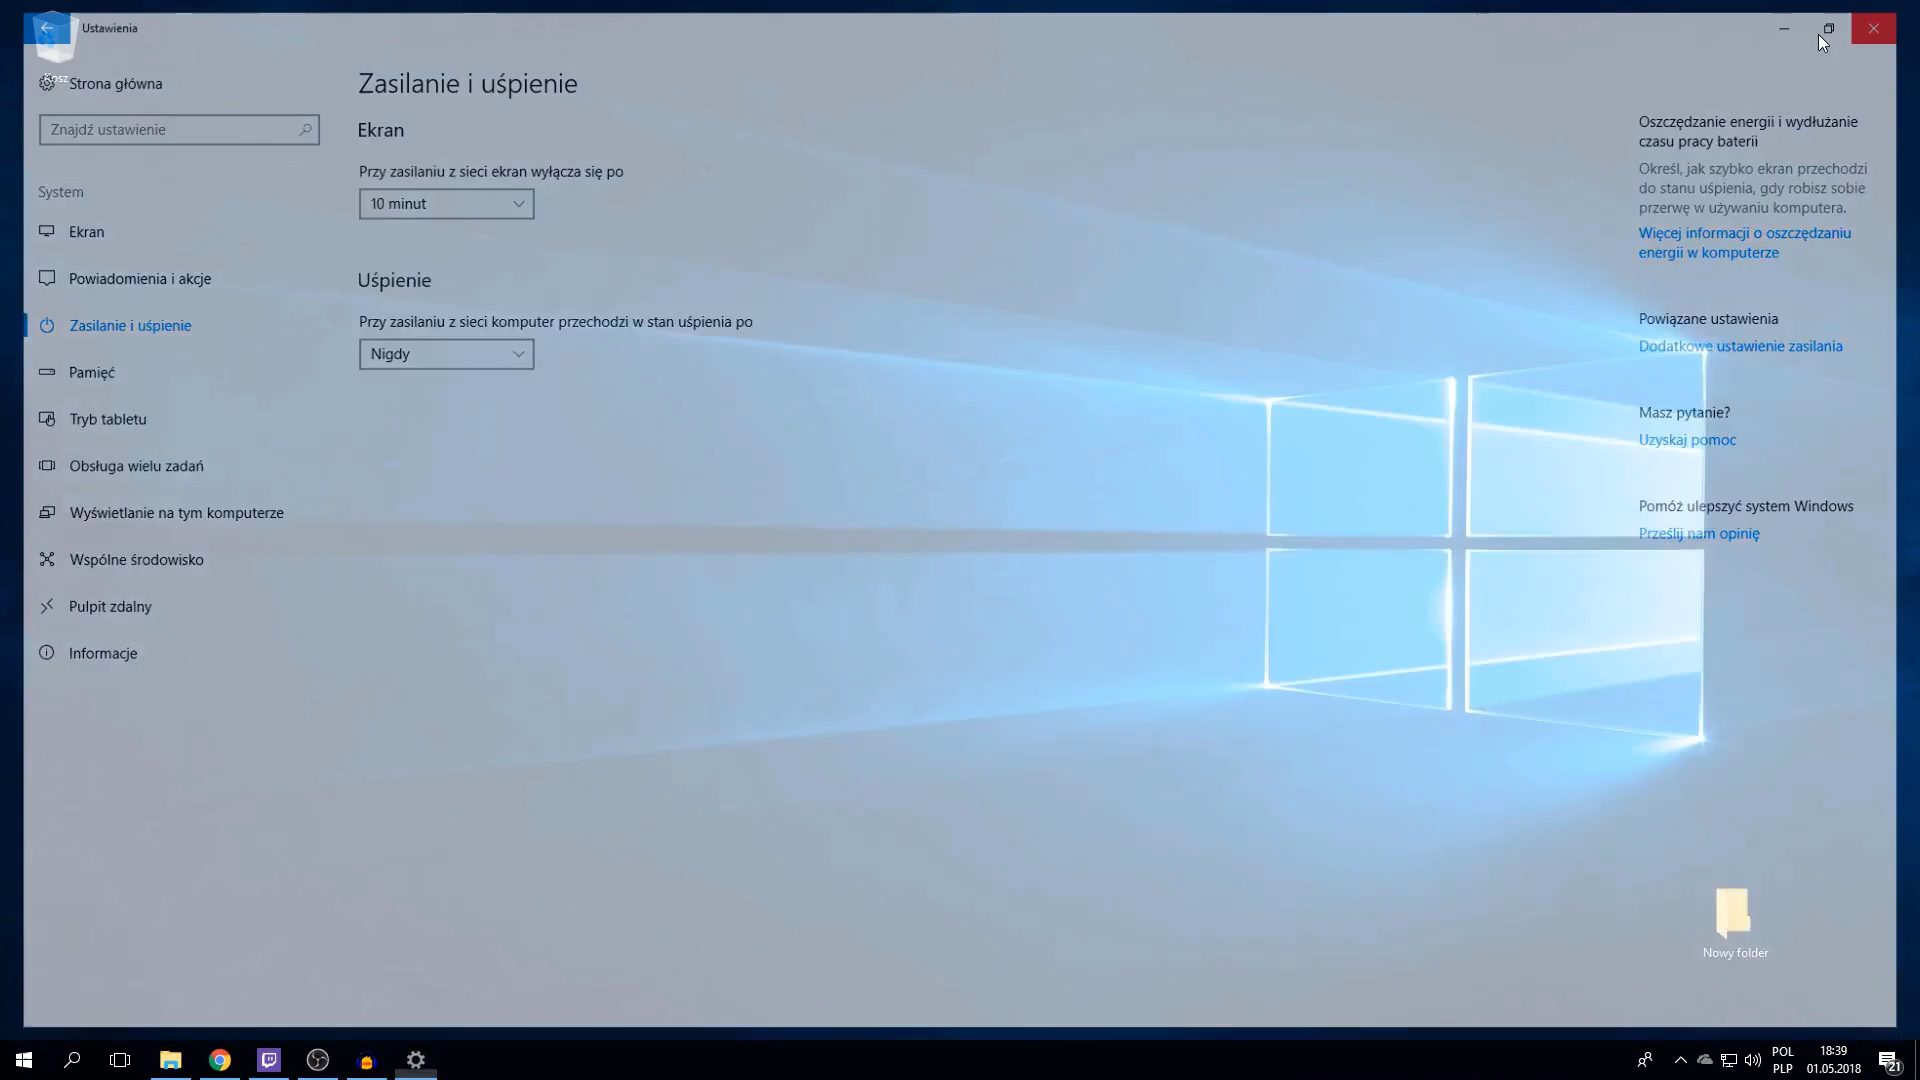 Ustawienia
Kosz
Strona główna
Znajdź ustawienie
System
Ekran
Powiadomienia i akcje
Zasilanie i uśpienie
Pamięć
Tryb tabletu
Obsługa wielu zadań
Wyświetlanie na tym komputerze
Wspólne środowisko
Pulpit zdalny
Informacje
Zasilanie i uśpienie
Ekran
Przy zasilaniu z sieci ekran wyłącza się po
10 minut
Uśpienie
Przy zasilaniu z sieci komputer przechodzi w stan uśpienia po
Nigdy
Oszczędzanie energii i wydłużanie
czasu pracy baterii
Określ, jak szybko ekran przechodzi
do stanu uśpienia, gdy robisz sobie
przerwę w używaniu komputera.
Więcej informacji o oszczędzaniu
energii w komputerze
Powiązane ustawienia
Dodatkowe ustawienie zasilania
Masz pytanie?
Uzyskaj pomoc
Pomóż ulepszyć system Windows
Prześlij nam opinię
Nowy folder
POL
PLP
18:39
01.05.2018
21